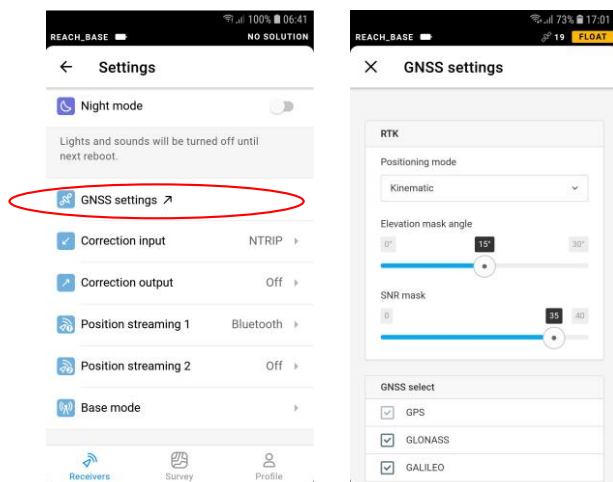 100% 06:41
REACH_BASE NO SOLUTION
Settings
Night mode
Lights and sounds will be turned off until
next reboot.
GNSS settings
Correction input NTRIP
Correction output Off
Position streaming 1 Bluetooth
Position streaming 2 Off
Base mode
Receivers Survey Profile
73% 17:01
REACH_BASE 19 FLOAT
GNSS settings
RTK
Positioning mode
Kinematic
Elevation mask angle
0° 15° 30°
SNR mask
0 35 40
GNSS select
GPS
GLONASS
GALILEO